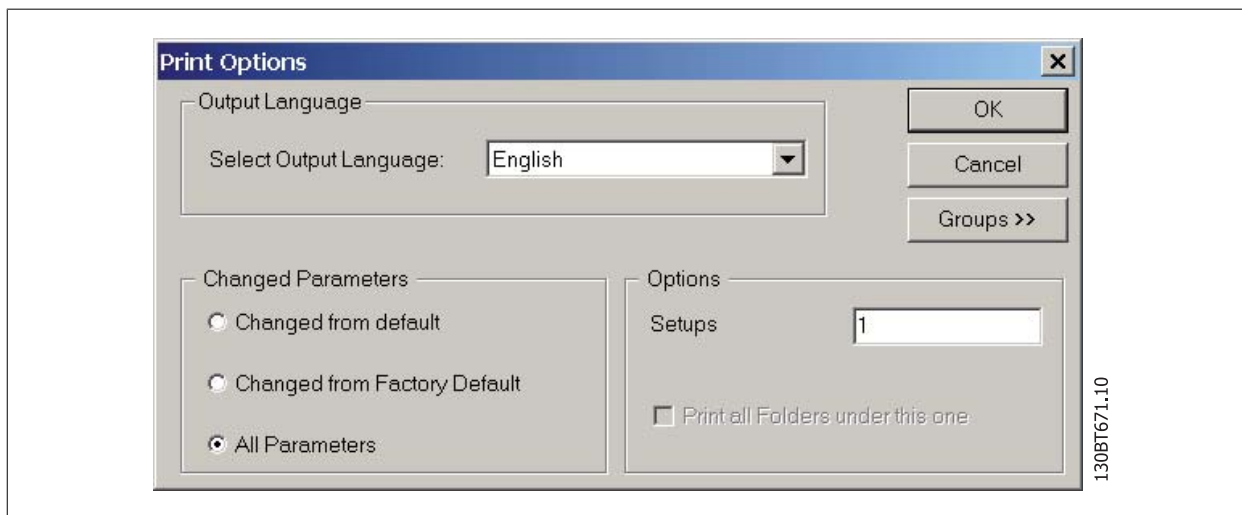 Print Options
Output Language
OK
Select Output Language:
English
Cancel
Groups >>
Changed Parameters
Options
Changed from default
Setups
1
Changed from Factory Default
Print all Folders under this one
All Parameters
130BT671.10